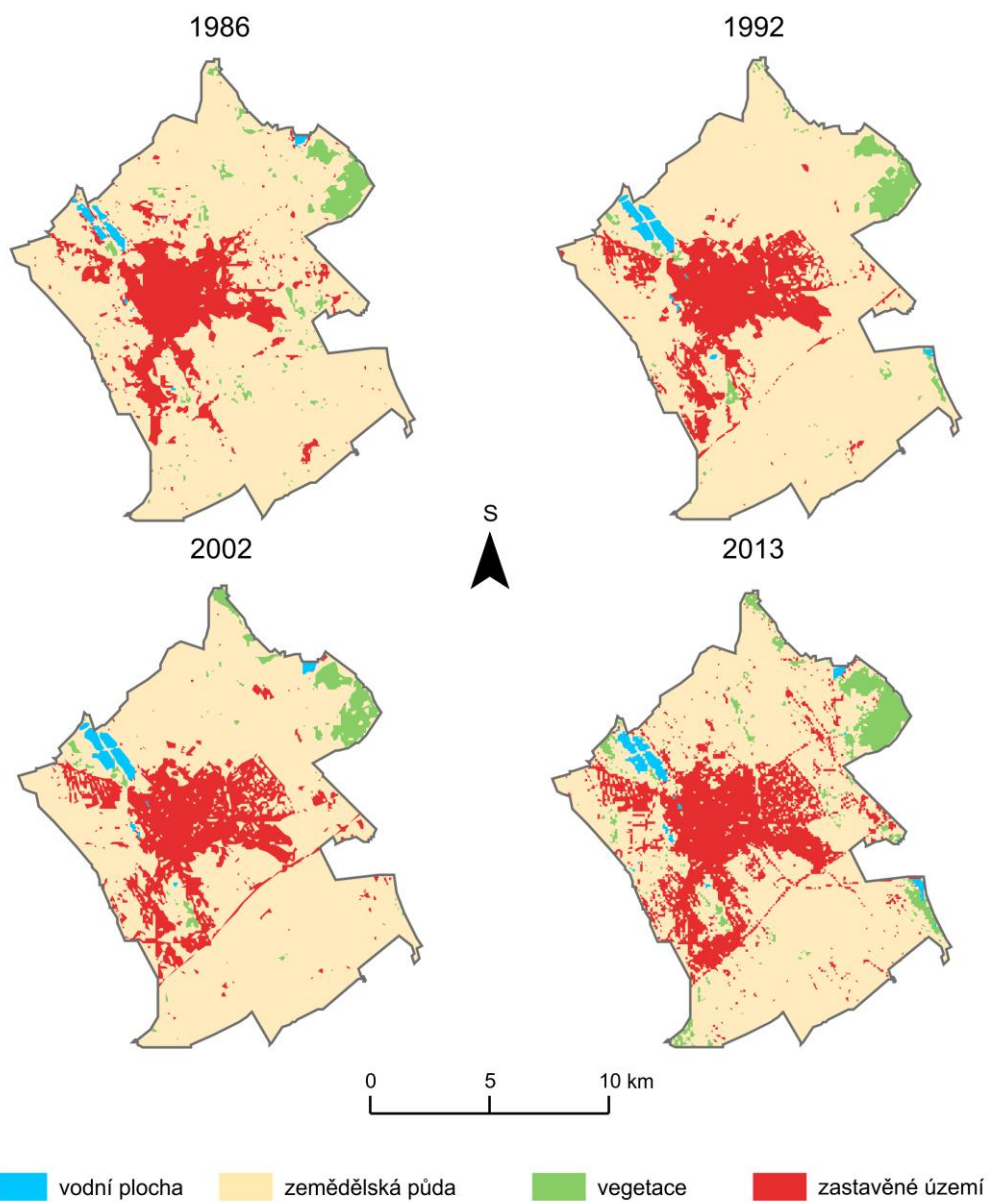 1986
1992
S
2002
2013
0 5 10 km
vodní plocha
zemědělská půda
vegetace
zastavěné území